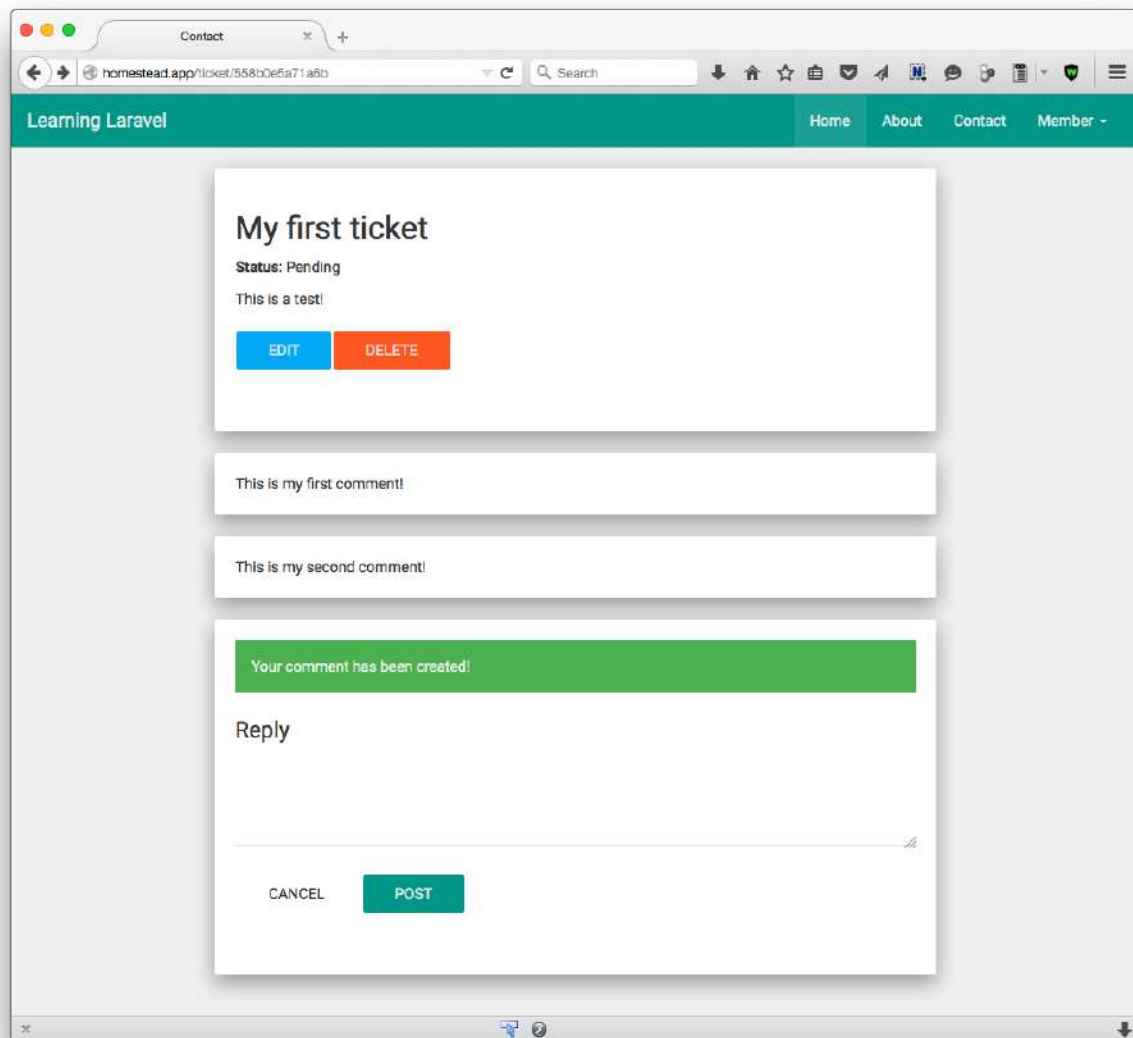 Contact
homestead.app/ticket/558b0e5a71a6b
Search
Learning Laravel
Home About Contact Member
My first ticket
Status: Pending
This is a test!
EDIT DELETE
This is my first comment!
This is my second comment!
Your comment has been created!
Reply
CANCEL POST